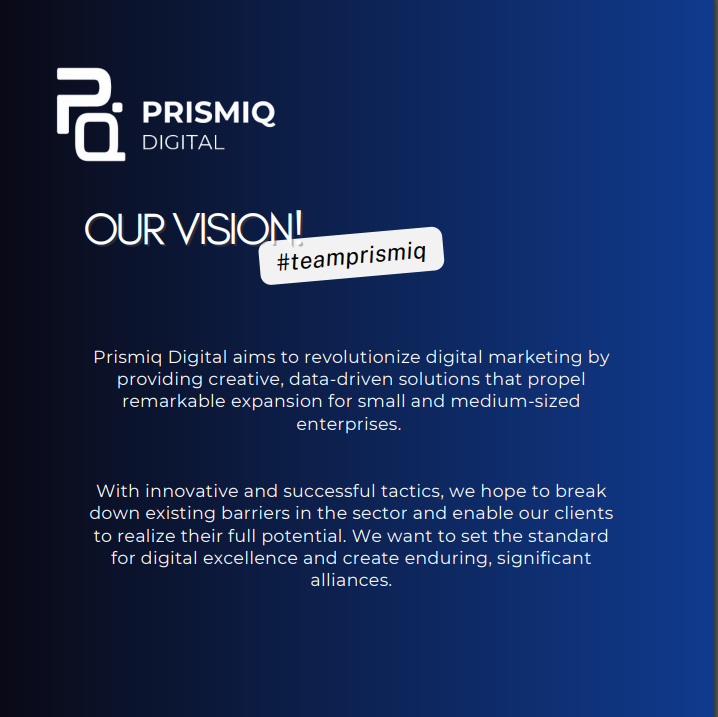 PRISMIQ
DIGITAL
OUR VISION!
#teamprismiq
Prismiq Digital aims to revolutionize digital marketing by
providing creative, data-driven solutions that propel
remarkable expansion for small and medium-sized
enterprises.
With innovative and successful tactics, we hope to break
down existing barriers in the sector and enable our clients
to realize their full potential. We want to set the standard
for digital excellence and create enduring, significant
alliances.